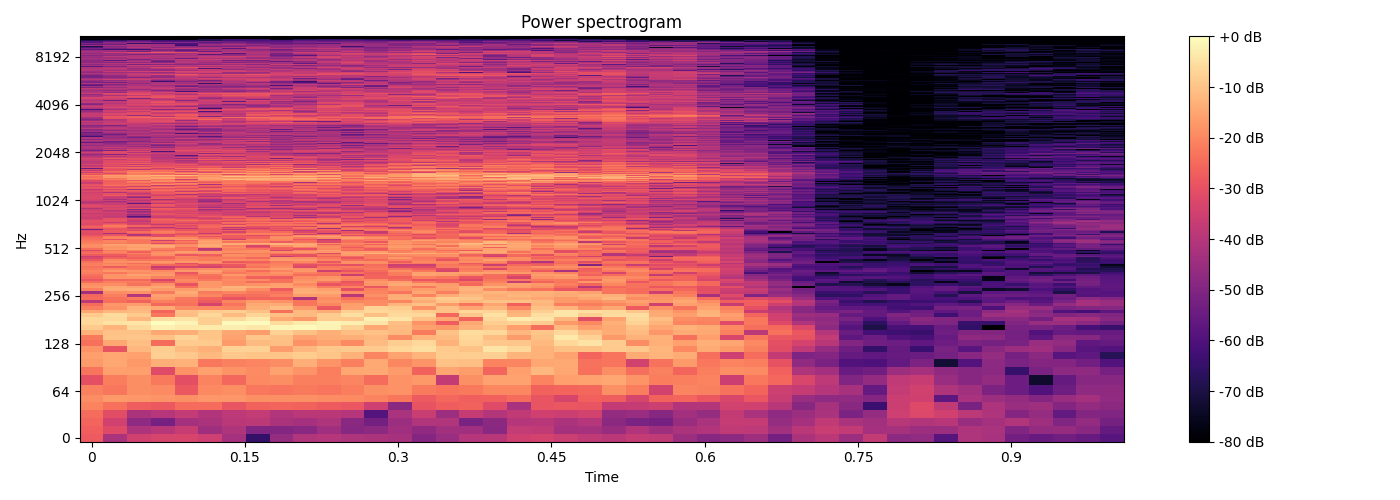 Power spectrogram
8192
4096
2048
1024
512
256
128
64
0
Hz
0 0.15 0.3 0.45 0.6 0.75 0.9
Time
+0 dB
-10 dB
-20 dB
-30 dB
-40 dB
-50 dB
-60 dB
-70 dB
-80 dB